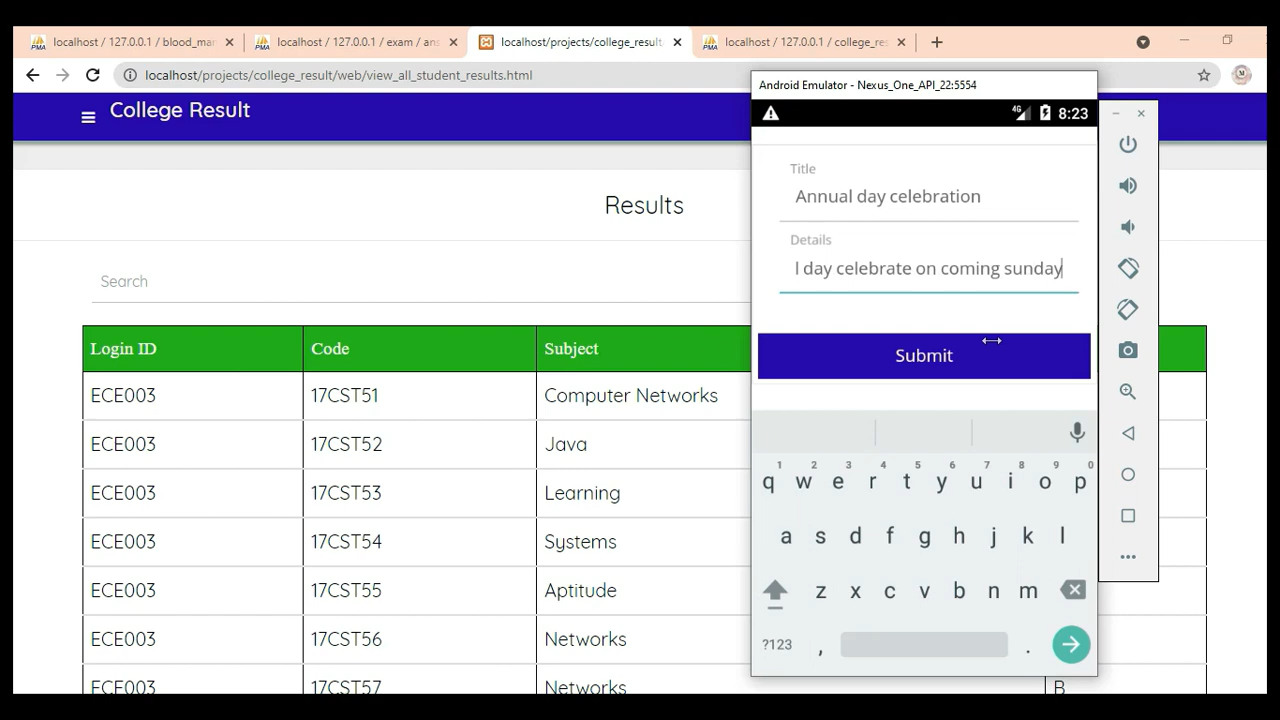 localhost / 127.0.0.1 / blood_mar
localhost / 127.0.0.1 / exam / ans
localhost/projects/college_result
localhost / 127.0.0.1 / college_res
localhost/projects/college_result/web/view_all_student_results.html
College Result
Results
Search
Login ID Code Subject
ECE003 17CST51 Computer Networks
ECE003 17CST52 Java
ECE003 17CST53 Learning
ECE003 17CST54 Systems
ECE003 17CST55 Aptitude
ECE003 17CST56 Networks
ECE003 17CST57 Networks B
Android Emulator - Nexus_One_API_22:5554
4G 8:23
Title
Annual day celebration
Details
l day celebrate on coming sunday
Submit
1 2 3 4 5 6 7 8 9 0
q w e r t y u i o p
a s d f g h j k l
z x c v b n m
?123 , .